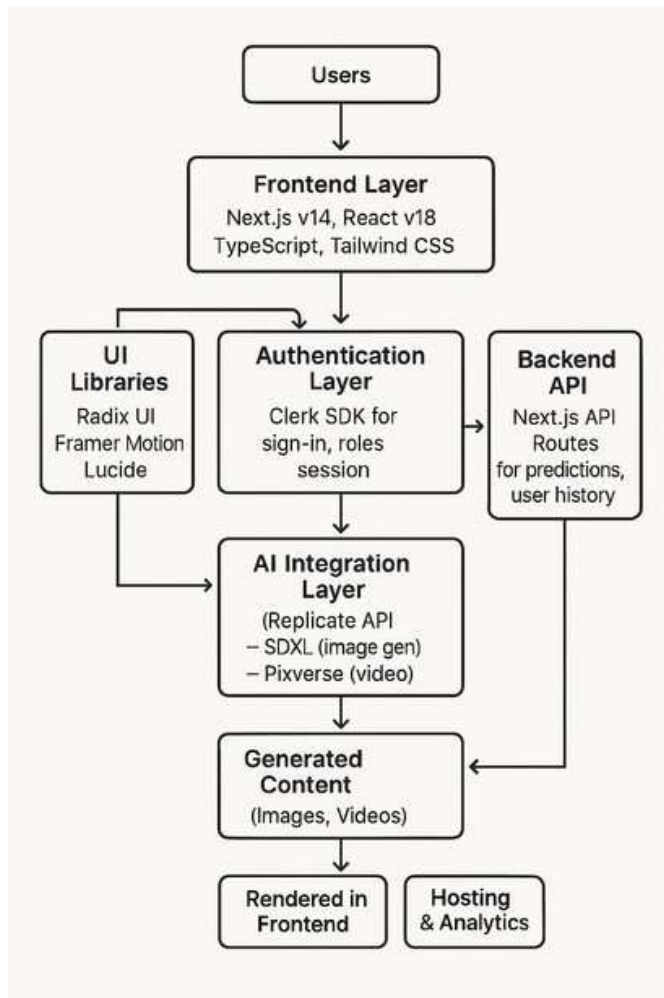 Users
Frontend Layer
Next.js v14, React v18
TypeScript, Tailwind CSS
UI
Libraries
Radix UI
Framer Motion
Lucide
Authentication
Layer
Clerk SDK for
sign-in, roles
session
Backend
API
Next.js API
Routes
for predictions,
user history
AI Integration
Layer
(Replicate API
– SDXL (image gen)
– Pixverse (video)
Generated
Content
(Images, Videos)
Rendered in
Frontend
Hosting
& Analytics